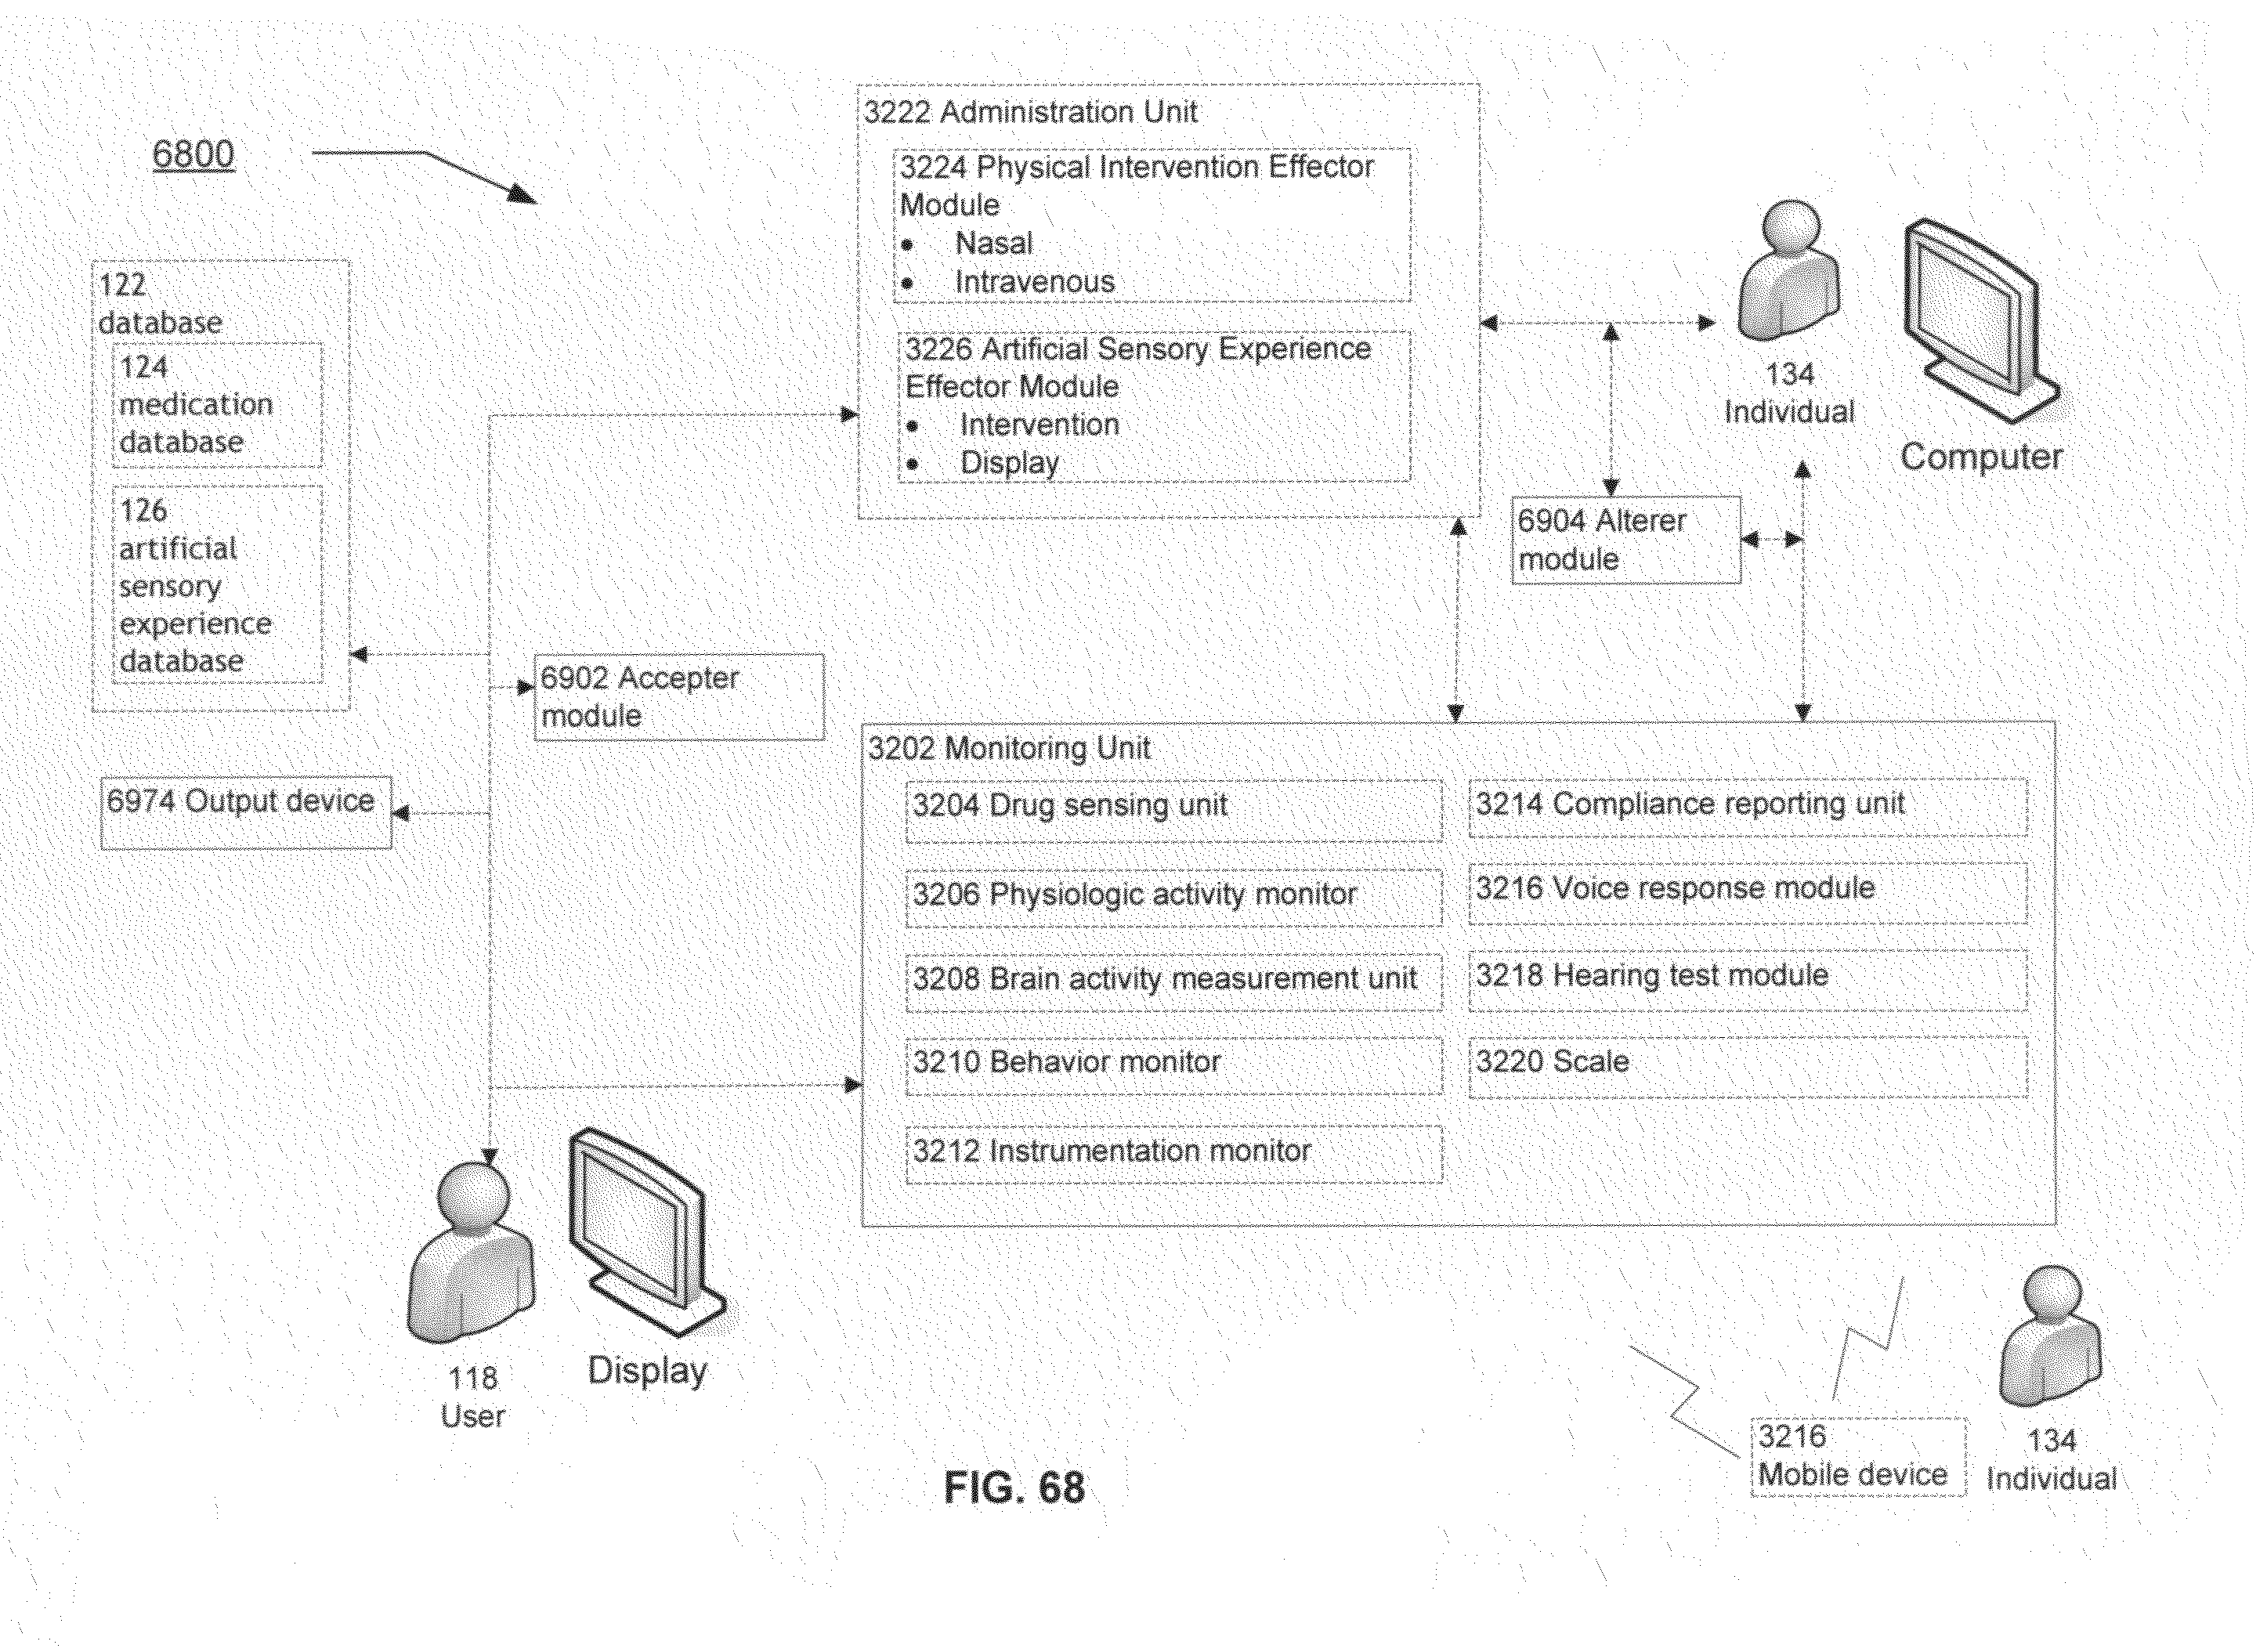 6800
3222 Administration Unit
3224 Physical Intervention Effector
Module
• Nasal
• Intravenous
3226 Artificial Sensory Experience
Effector Module
• Intervention
• Display
122
database
124
medication
database
126
artificial
sensory
experience
database
134
Individual
Computer
6904 Alterer
module
6902 Accepter
module
6974 Output device
3202 Monitoring Unit
3204 Drug sensing unit
3206 Physiologic activity monitor
3208 Brain activity measurement unit
3210 Behavior monitor
3212 Instrumentation monitor
3214 Compliance reporting unit
3216 Voice response module
3218 Hearing test module
3220 Scale
118
User
Display
3216
Mobile device
134
Individual
FIG. 68